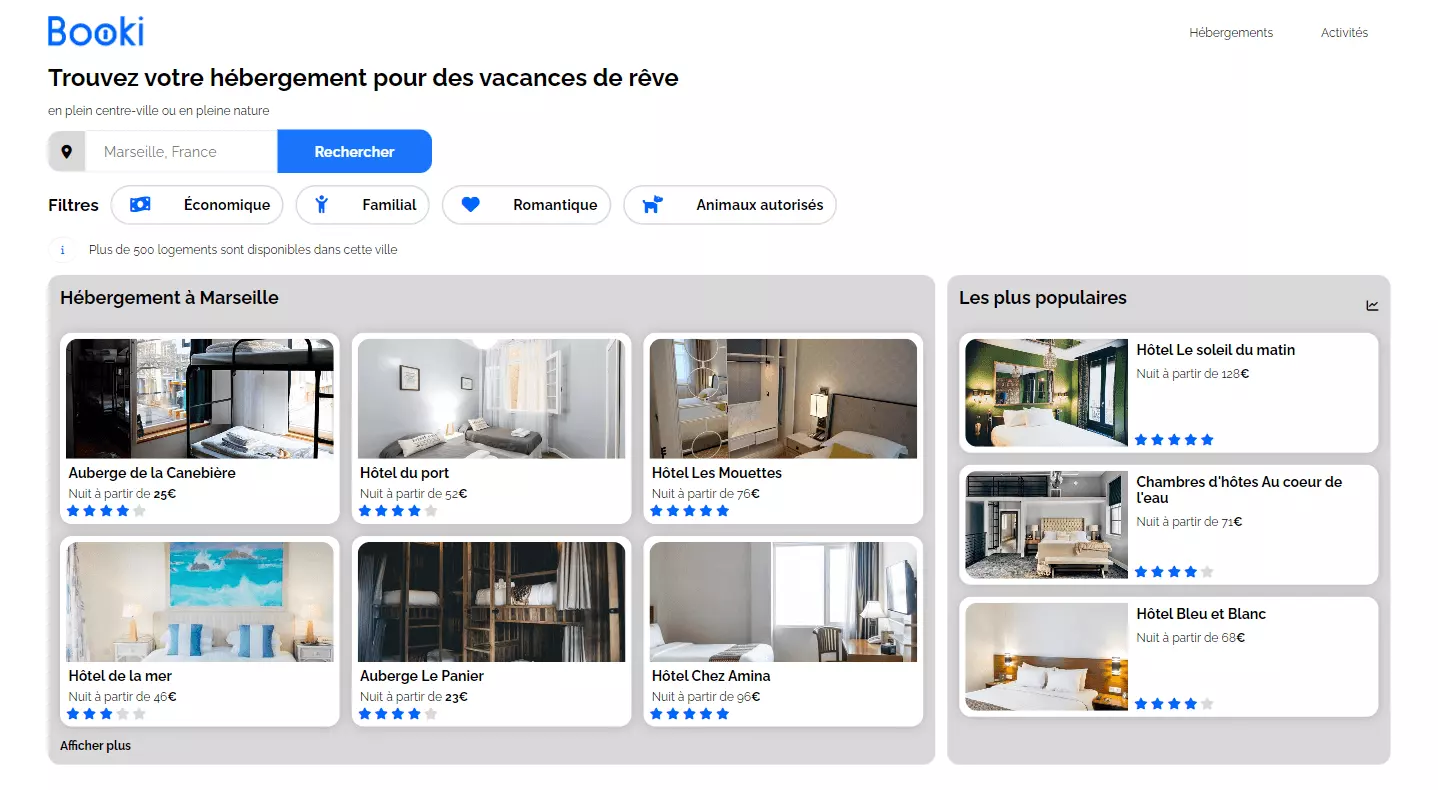 Booki
Hébergements
Activités
Trouvez votre hébergement pour des vacances de rêve
en plein centre-ville ou en pleine nature
Marseille, France
Rechercher
Filtres
Économique
Familial
Romantique
Animaux autorisés
i
Plus de 500 logements sont disponibles dans cette ville
Hébergement à Marseille
Auberge de la Canebière
Nuit à partir de 25€
Hôtel du port
Nuit à partir de 52€
Hôtel Les Mouettes
Nuit à partir de 76€
Hôtel de la mer
Nuit à partir de 46€
Auberge Le Panier
Nuit à partir de 23€
Hôtel Chez Amina
Nuit à partir de 96€
Afficher plus
Les plus populaires
Hôtel Le soleil du matin
Nuit à partir de 128€
Chambres d'hôtes Au coeur de
l'eau
Nuit à partir de 71€
Hôtel Bleu et Blanc
Nuit à partir de 68€